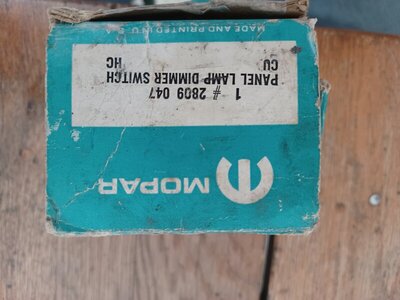 MOPAR
1 # 2809 047
PANEL LAMP DIMMER SWITCH
CU HC
MADE AND PRINTED IN U.S.A.